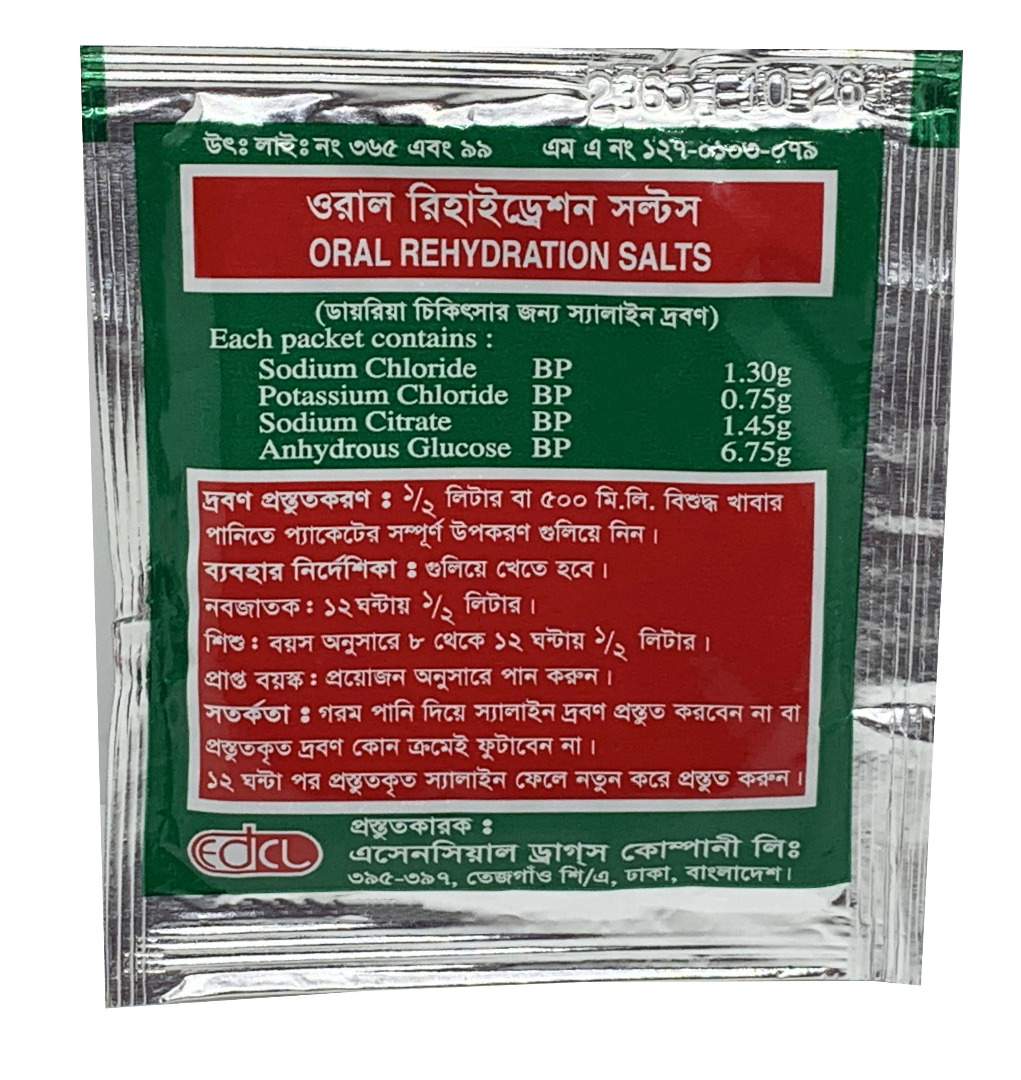 2365 E 10 26
উৎঃ লাইঃ নং ৩৬৫ এবং ৯৯ এম এ নং ১২৭-০১৩৩-০৭৯
ওরাল রিহাইড্রেশন সল্টস
ORAL REHYDRATION SALTS
(ডায়রিয়া চিকিৎসার জন্য স্যালাইন দ্রবণ)
Each packet contains :
Sodium Chloride BP 1.30g
Potassium Chloride BP 0.75g
Sodium Citrate BP 1.45g
Anhydrous Glucose BP 6.75g
দ্রবণ প্রস্তুতকরণ : ১/২ লিটার বা ৫০০ মি.লি. বিশুদ্ধ খাবার
পানিতে প্যাকেটের সম্পূর্ণ উপকরণ গুলিয়ে নিন।
ব্যবহার নির্দেশিকা : গুলিয়ে খেতে হবে।
নবজাতক : ১২ ঘন্টায় ১/২ লিটার।
শিশু : বয়স অনুসারে ৮ থেকে ১২ ঘন্টায় ১/২ লিটার।
প্রাপ্ত বয়স্ক : প্রয়োজন অনুসারে পান করুন।
সতর্কতা : গরম পানি দিয়ে স্যালাইন দ্রবণ প্রস্তুত করবেন না বা
প্রস্তুতকৃত দ্রবণ কোন ক্রমেই ফুটাবেন না।
১২ ঘন্টা পর প্রস্তুতকৃত স্যালাইন ফেলে নতুন করে প্রস্তুত করুন।
প্রস্তুতকারক :
edcl এসেনসিয়াল ড্রাগ্‌স কোম্পানী লিঃ
৩৯৫-৩৯৭, তেজগাঁও শি/এ, ঢাকা, বাংলাদেশ।